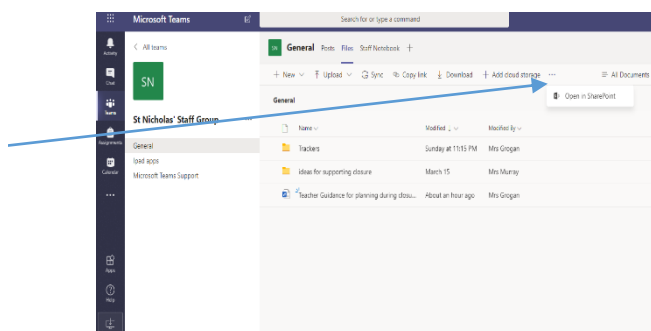 Microsoft Teams
Search for or type a command
Activity
Chat
Teams
Assignments
Calendar
Apps
Help
All teams
SN
St Nicholas' Staff Group
General
Ipad apps
Microsoft Teams Support
SN General Posts Files Staff Notebook +
+ New Upload Sync Copy link Download + Add cloud storage ... All Documents
Open in SharePoint
General
Name Modified Modified By
Trackers Sunday at 11:15 PM Mrs Grogan
ideas for supporting closure March 15 Mrs Murray
Teacher Guidance for planning during closu... About an hour ago Mrs Grogan